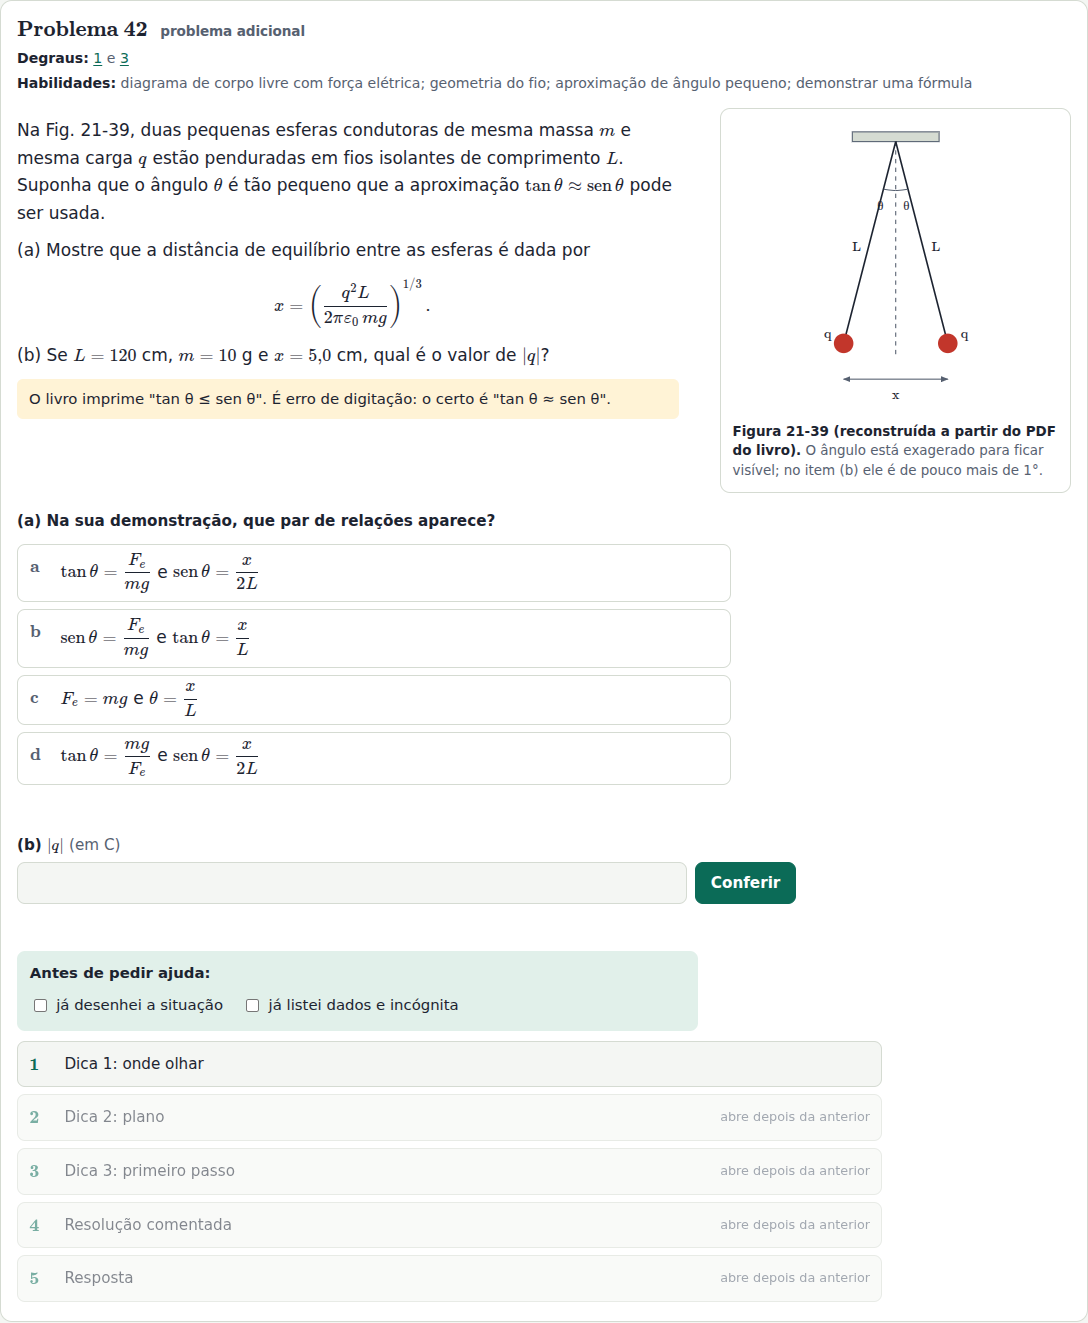 Problema 42 problema adicional
Degraus: 1 e 3
Habilidades: diagrama de corpo livre com força elétrica; geometria do fio; aproximação de ângulo pequeno; demonstrar uma fórmula
Na Fig. 21-39, duas pequenas esferas condutoras de mesma massa m e
mesma carga q estão penduradas em fios isolantes de comprimento L.
Suponha que o ângulo θ é tão pequeno que a aproximação tan θ ≈ sen θ pode
ser usada.
(a) Mostre que a distância de equilíbrio entre as esferas é dada por
x = (q²L / 2πε₀ mg)^1/3 .
(b) Se L = 120 cm, m = 10 g e x = 5,0 cm, qual é o valor de |q|?
O livro imprime "tan θ ≤ sen θ". É erro de digitação: o certo é "tan θ ≈ sen θ".
θ θ
L L
q q
x
Figura 21-39 (reconstruída a partir do PDF
do livro). O ângulo está exagerado para ficar
visível; no item (b) ele é de pouco mais de 1°.
(a) Na sua demonstração, que par de relações aparece?
a tan θ = Fₑ/mg e sen θ = x/2L
b sen θ = Fₑ/mg e tan θ = x/L
c Fₑ = mg e θ = x/L
d tan θ = mg/Fₑ e sen θ = x/2L
(b) |q| (em C)
Conferir
Antes de pedir ajuda:
já desenhei a situação já listei dados e incógnita
1 Dica 1: onde olhar
2 Dica 2: plano abre depois da anterior
3 Dica 3: primeiro passo abre depois da anterior
4 Resolução comentada abre depois da anterior
5 Resposta abre depois da anterior